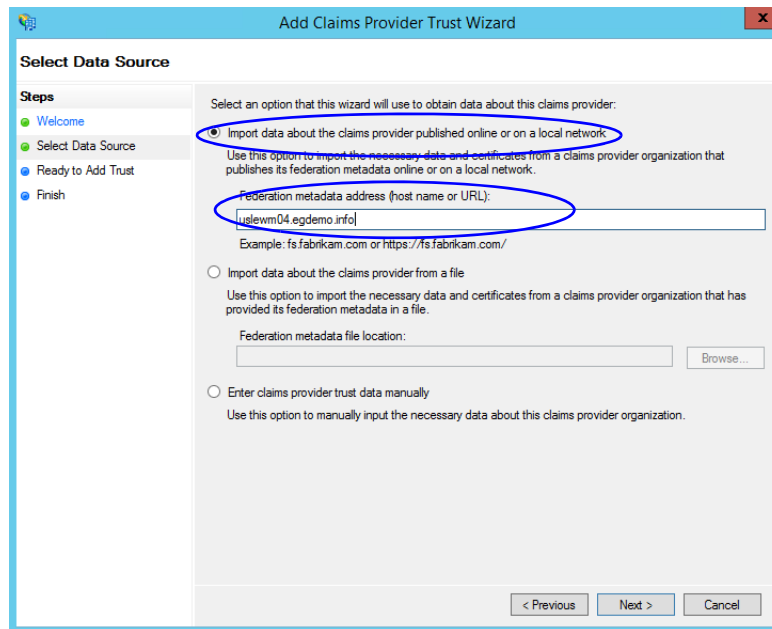 Add Claims Provider Trust Wizard
x
Select Data Source
Steps
Welcome
Select Data Source
Ready to Add Trust
Finish
Select an option that this wizard will use to obtain data about this claims provider:
Import data about the claims provider published online or on a local network
Use this option to import the necessary data and certificates from a claims provider organization that
publishes its federation metadata online or on a local network.
Federation metadata address (host name or URL):
uslewm04.egdemo.info
Example: fs.fabrikam.com or https://fs.fabrikam.com/
Import data about the claims provider from a file
Use this option to import the necessary data and certificates from a claims provider organization that has
provided its federation metadata in a file.
Federation metadata file location:
Browse...
Enter claims provider trust data manually
Use this option to manually input the necessary data about this claims provider organization.
< Previous
Next >
Cancel